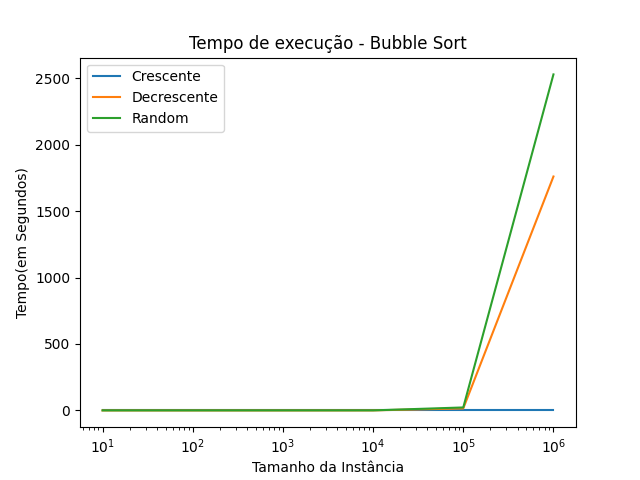 Tempo de execução - Bubble Sort
Crescente
Decrescente
Random
Tempo(em Segundos)
2500
2000
1500
1000
500
0
10¹
10²
10³
10⁴
10⁵
10⁶
Tamanho da Instância